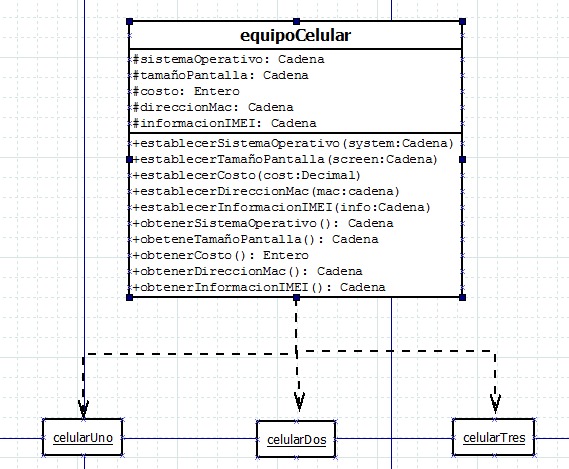 equipoCelular
#sistemaOperativo: Cadena
#tamañoPantalla: Cadena
#costo: Entero
#direccionMac: Cadena
#informacionIMEI: Cadena
+establecerSistemaOperativo(system:Cadena)
+establecerTamañoPantalla(screen:Cadena)
+establecerCosto(cost:Decimal)
+establecerDireccionMac(mac:cadena)
+establecerInformacionIMEI(info:Cadena)
+obtenerSistemaOperativo(): Cadena
+obeteneTamañoPantalla(): Cadena
+obtenerCosto(): Entero
+obtenerDireccionMac(): Cadena
+obtenerInformacionIMEI(): Cadena
celularUno
celularDos
celularTres